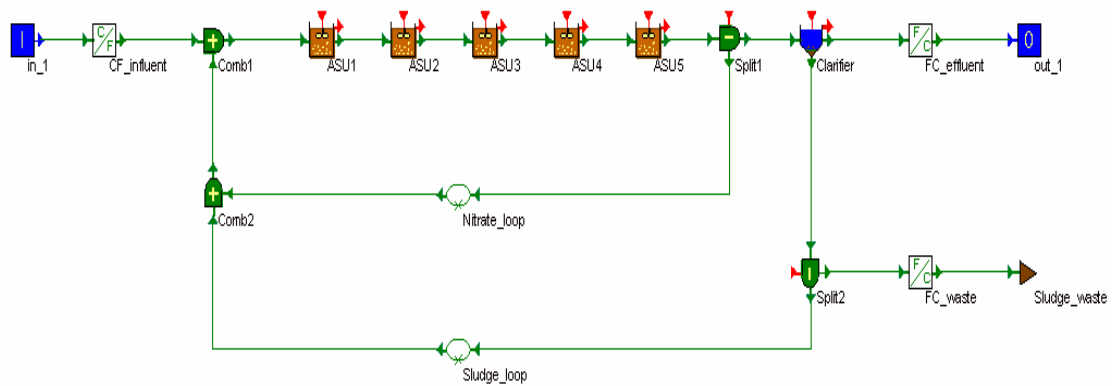 I C F + - F C O
in_1 CF_influent Comb1 ASU1 ASU2 ASU3 ASU4 ASU5 Split1 Clarifier FC_effluent out_1
+
Comb2 Nitrate_loop
F C
Split2 FC_waste Sludge_waste
Sludge_loop